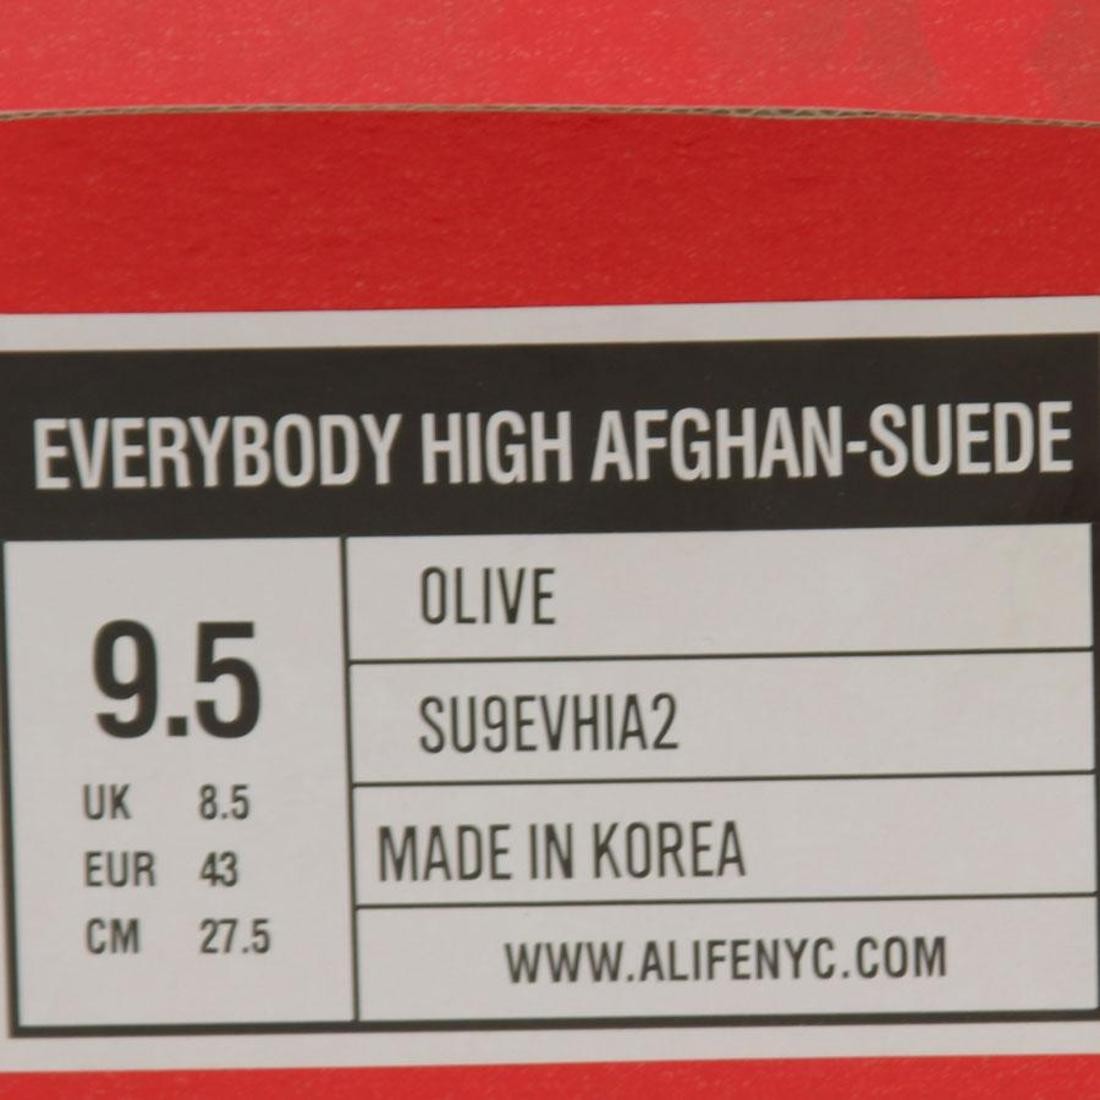 EVERYBODY HIGH AFGHAN-SUEDE
9.5
UK 8.5
EUR 43
CM 27.5
OLIVE
SU9EVHIA2
MADE IN KOREA
WWW.ALIFENYC.COM